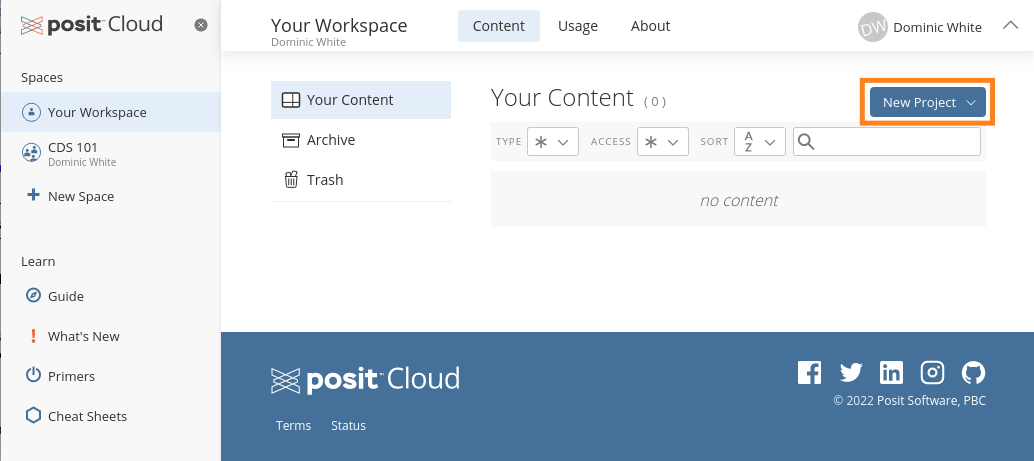 posit Cloud
Spaces
Your Workspace
CDS 101
Dominic White
New Space
Learn
Guide
What's New
Primers
Cheat Sheets
Your Workspace
Dominic White
Content
Usage
About
DW
Dominic White
Your Content
Archive
Trash
Your Content ( 0 )
New Project
TYPE * ACCESS * SORT A Z
no content
posit™ Cloud
Terms Status
© 2022 Posit Software, PBC